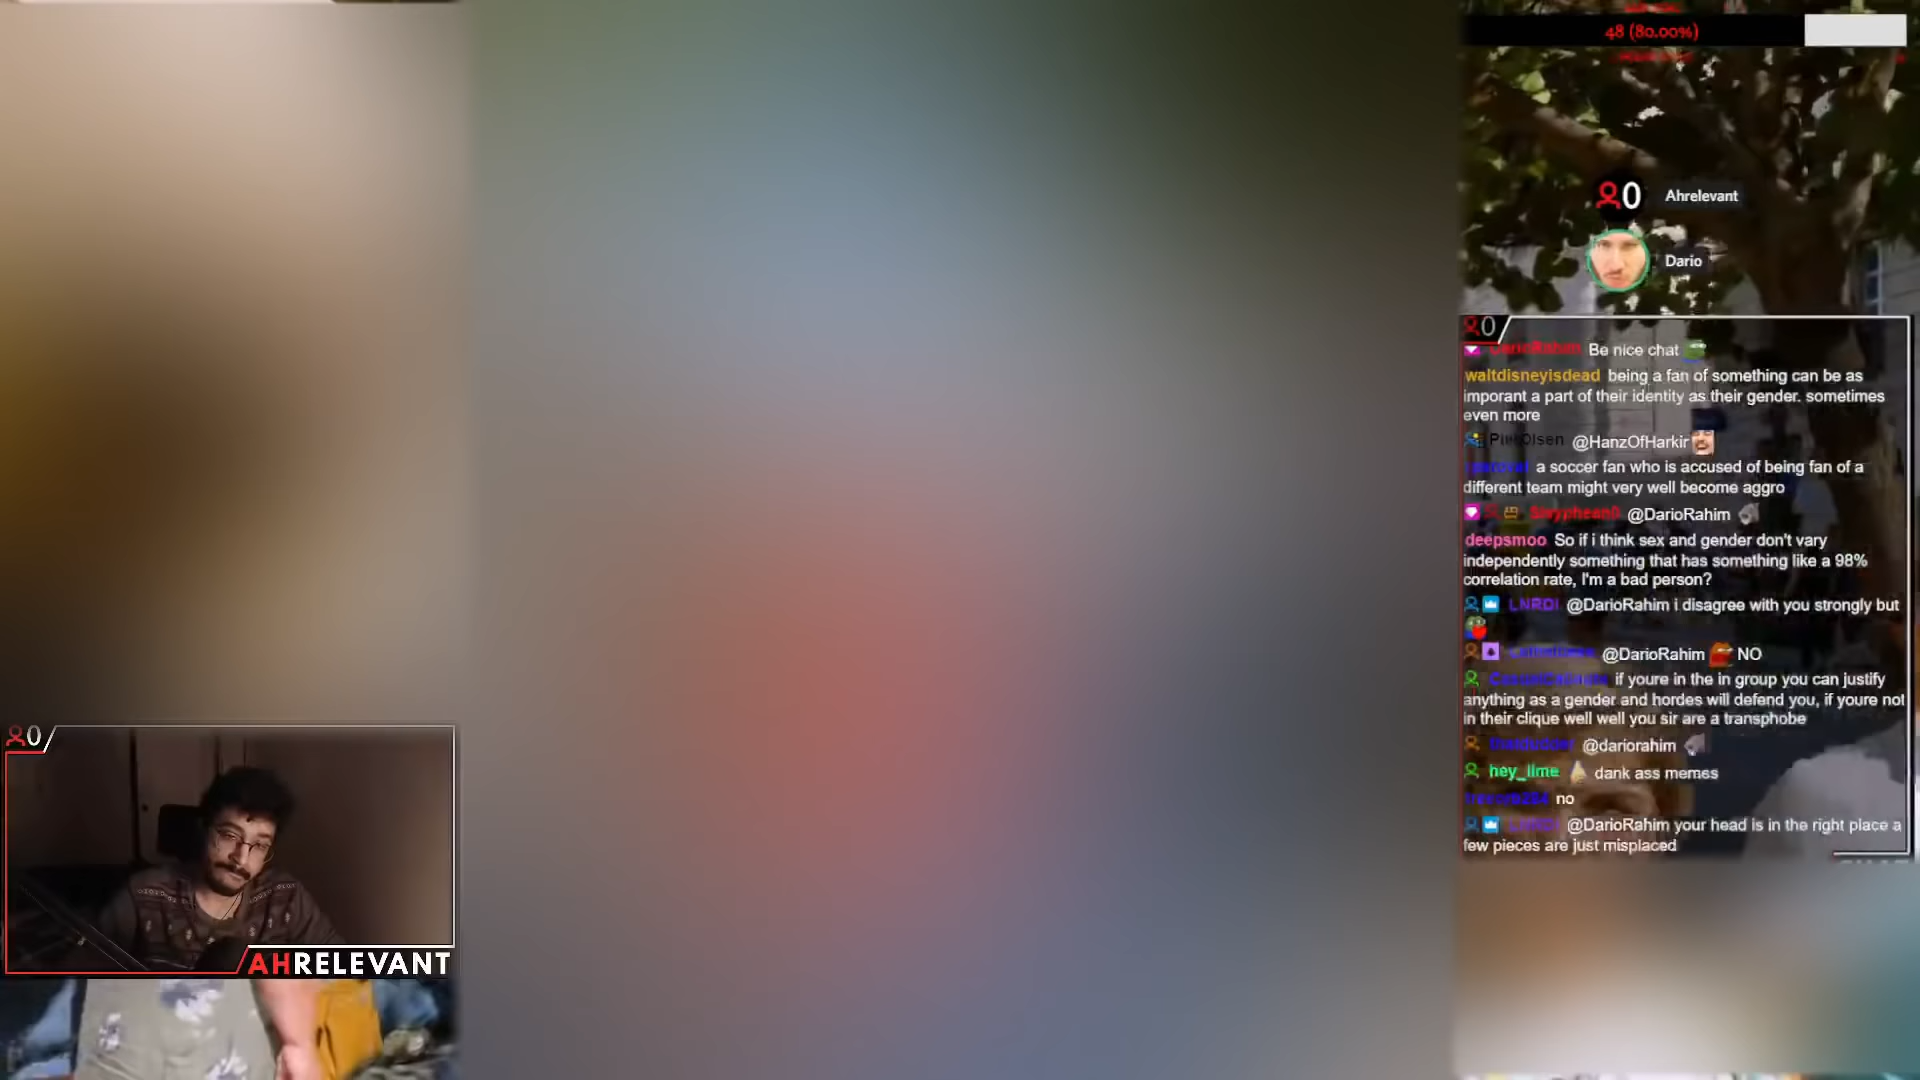 48 (80.00%)
0 Ahrelevant
Dario
0
Be nice chat
waltdisneyisdead being a fan of something can be as
imporant a part of their identity as their gender. sometimes
even more
@HanzOfHarkir
a soccer fan who is accused of being fan of a
different team might very well become aggro
@DarioRahim
deepsmoo So if i think sex and gender don't vary
independently something that has something like a 98%
correlation rate, I'm a bad person?
LNRDI @DarioRahim i disagree with you strongly but
@DarioRahim NO
if youre in the in group you can justify
anything as a gender and hordes will defend you, if youre not
in their clique well well you sir are a transphobe
@dariorahim
hey_lime dank ass memes
no
LNRDI @DarioRahim your head is in the right place a
few pieces are just misplaced
0
AHRELEVANT